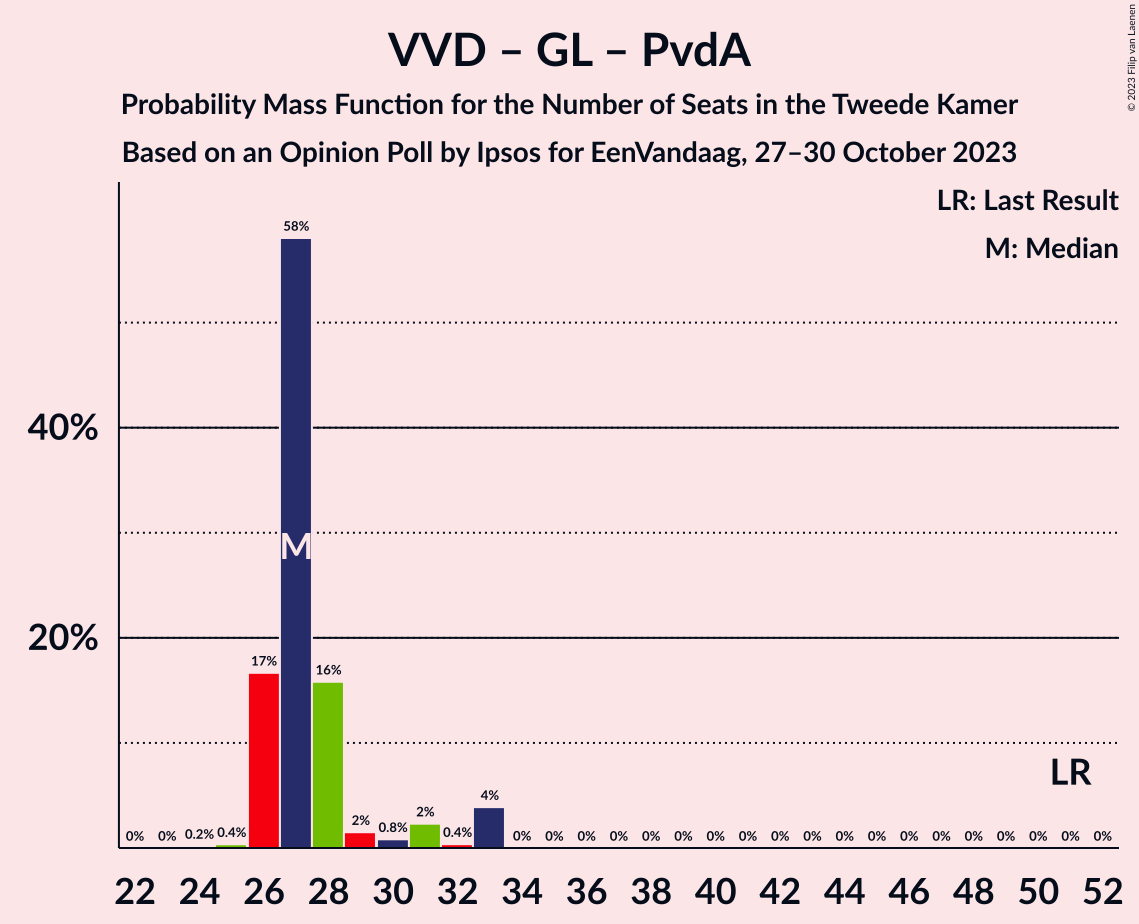 VVD – GL – PvdA
Probability Mass Function for the Number of Seats in the Tweede Kamer
Based on an Opinion Poll by Ipsos for EenVandaag, 27–30 October 2023
© 2023 Filip van Laenen
LR: Last Result
M: Median
58%
40%
M
20%
17%
16%
LR
4%
0% 0% 0.2% 0.4% 2% 0.8% 2% 0.4% 0% 0% 0% 0% 0% 0% 0% 0% 0% 0% 0% 0% 0% 0% 0% 0% 0% 0% 0%
22 24 26 28 30 32 34 36 38 40 42 44 46 48 50 52